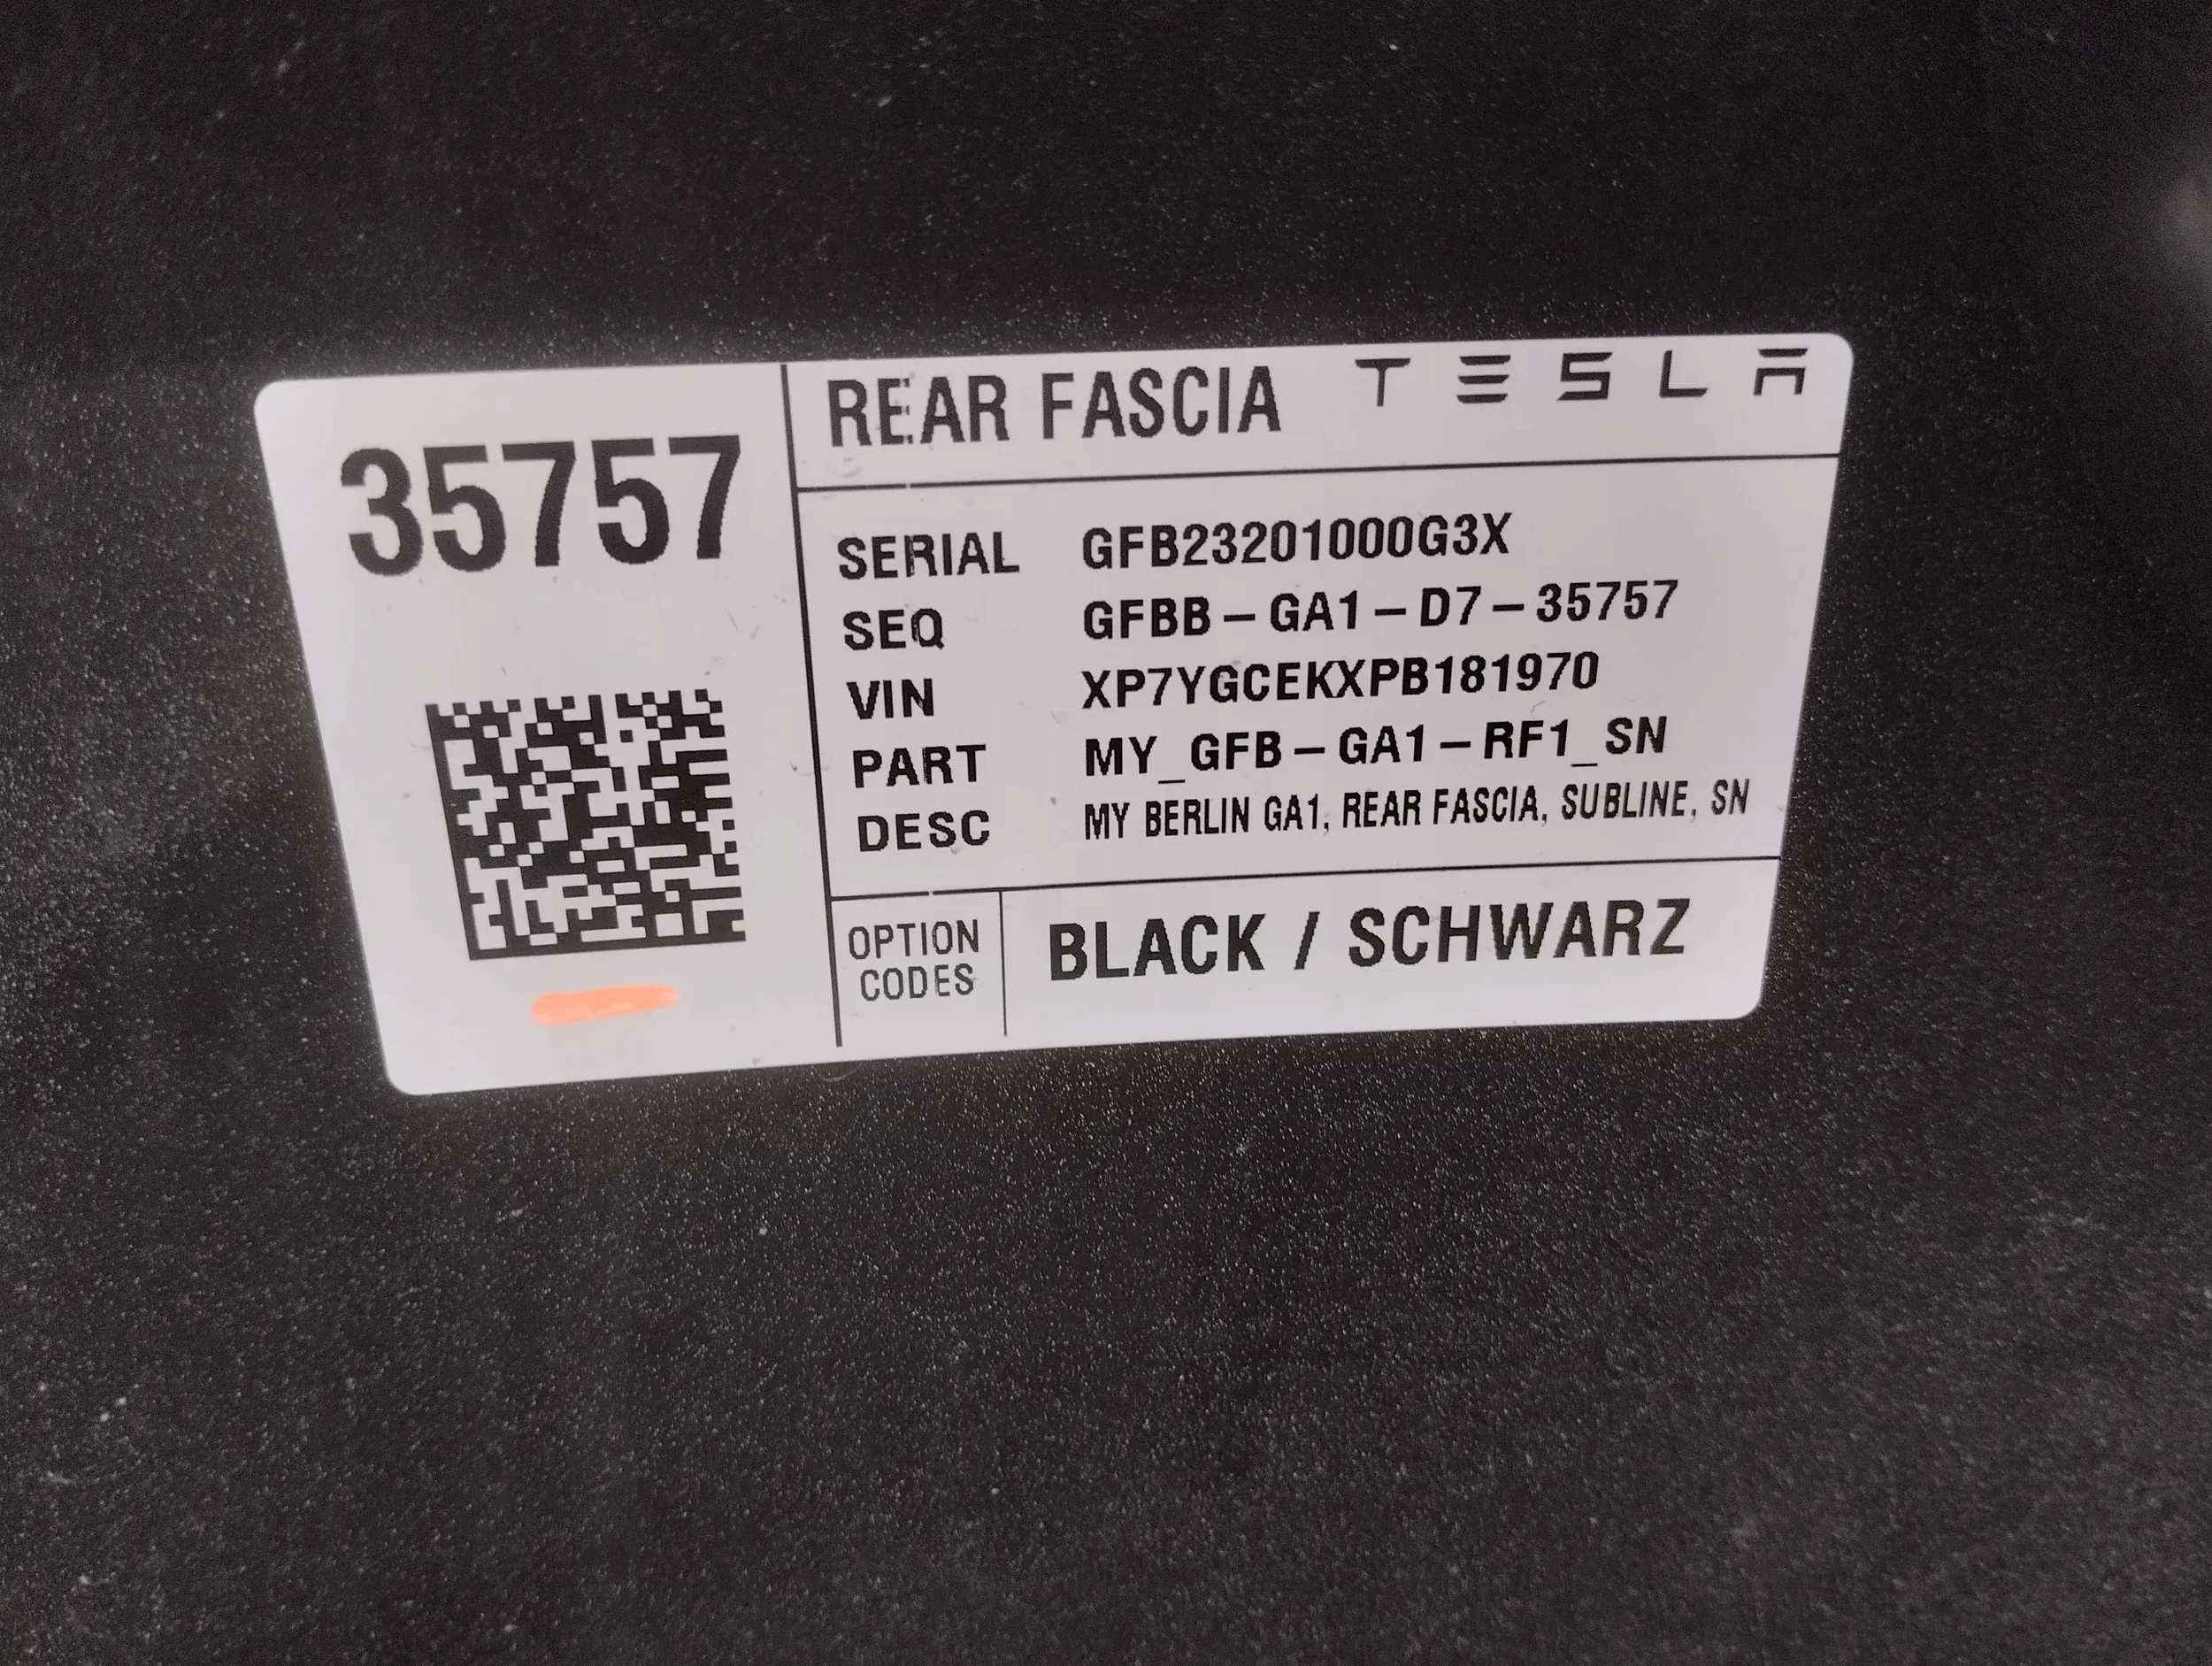 35757
REAR FASCIA TESLA
SERIAL GFB23201000G3X
SEQ GFBB-GA1-D7-35757
VIN XP7YGCEKXPB181970
PART MY_GFB-GA1-RF1_SN
DESC MY BERLIN GA1, REAR FASCIA, SUBLINE, SN
OPTION CODES
BLACK / SCHWARZ